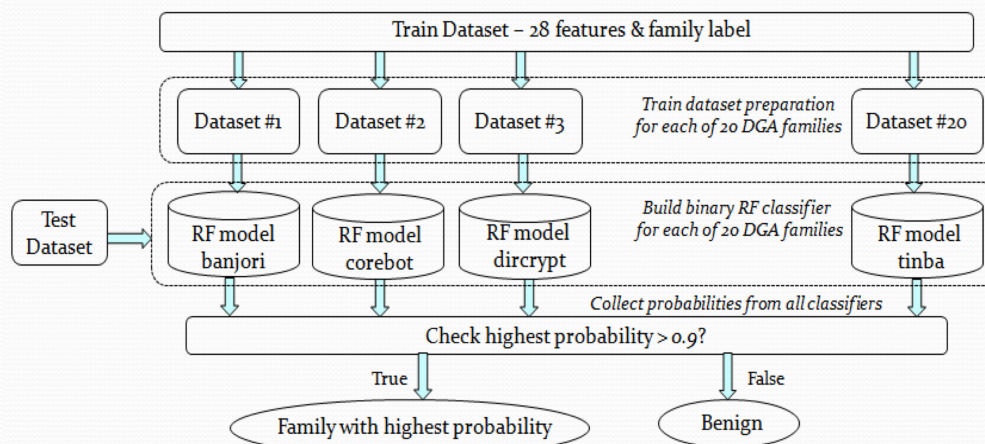 Train Dataset – 28 features & family label
Dataset #1
Dataset #2
Dataset #3
Train dataset preparation
for each of 20 DGA families
Dataset #20
Test
Dataset
RF model
banjori
RF model
corebot
RF model
dircrypt
Build binary RF classifier
for each of 20 DGA families
RF model
tinba
Collect probabilities from all classifiers
Check highest probability > 0.9?
True
False
Family with highest probability
Benign